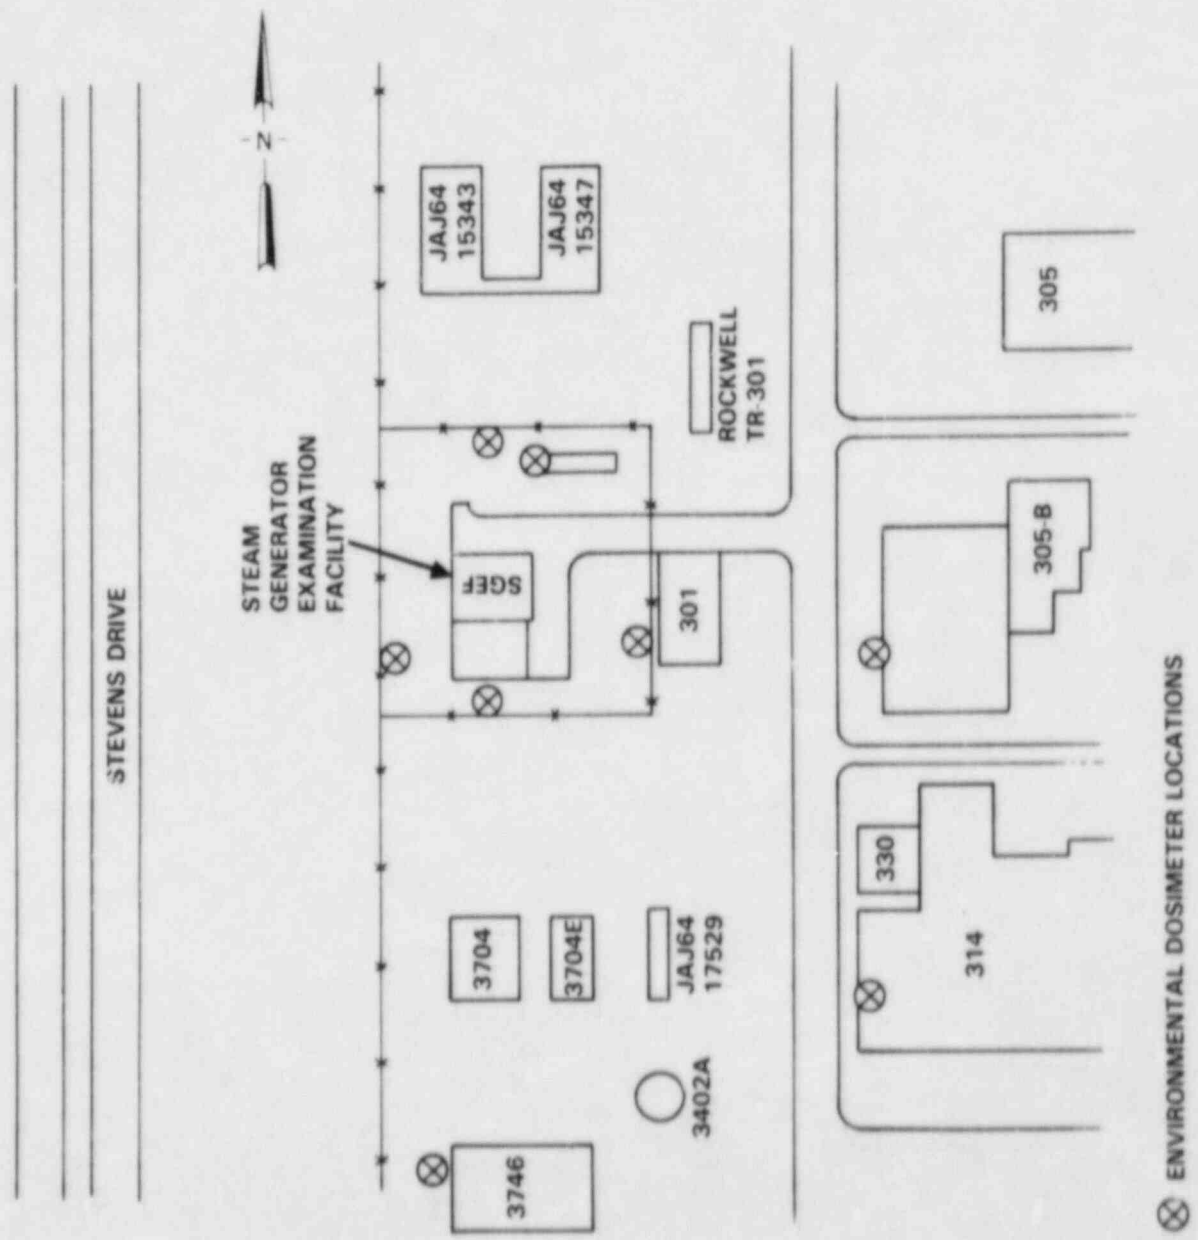 STEVENS DRIVE
N
STEAM
GENERATOR
EXAMINATION
FACILITY
SGEF
JAJ64
15343
JAJ64
15347
ROCKWELL
TR-301
301
3704
3704E
JAJ64
17529
3402A
3746
305
305-B
330
314
ENVIRONMENTAL DOSIMETER LOCATIONS